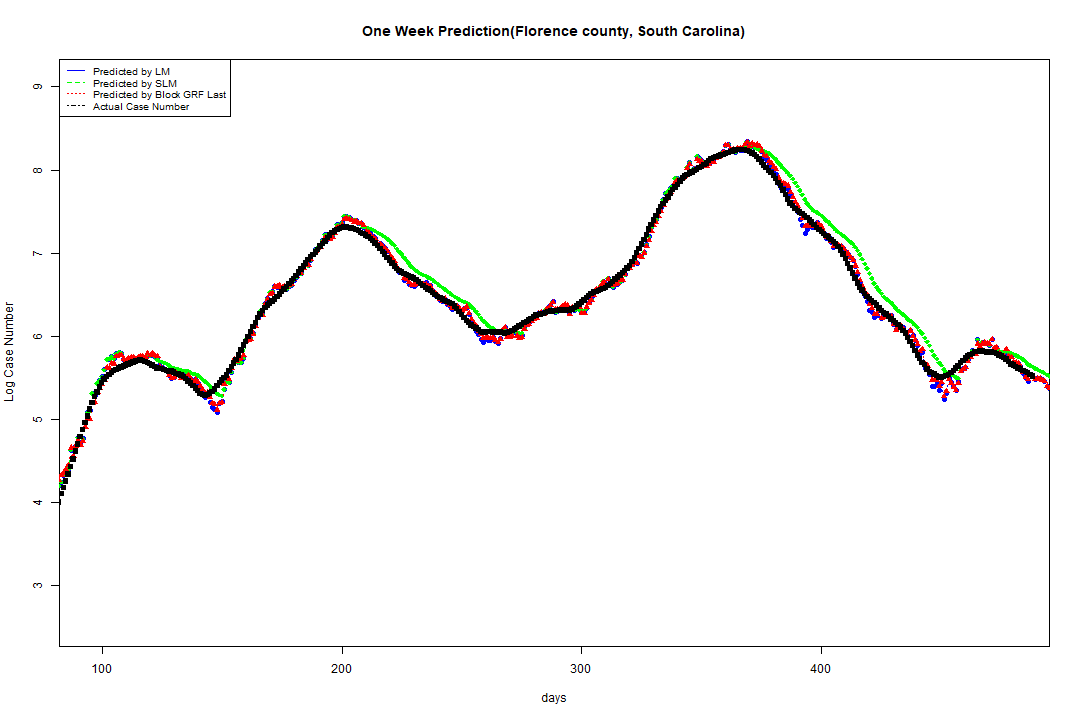 One Week Prediction(Florence county, South Carolina)
Predicted by LM
Predicted by SLM
Predicted by Block GRF Last
Actual Case Number
9
8
7
6
5
4
3
Log Case Number
100 200 300 400
days